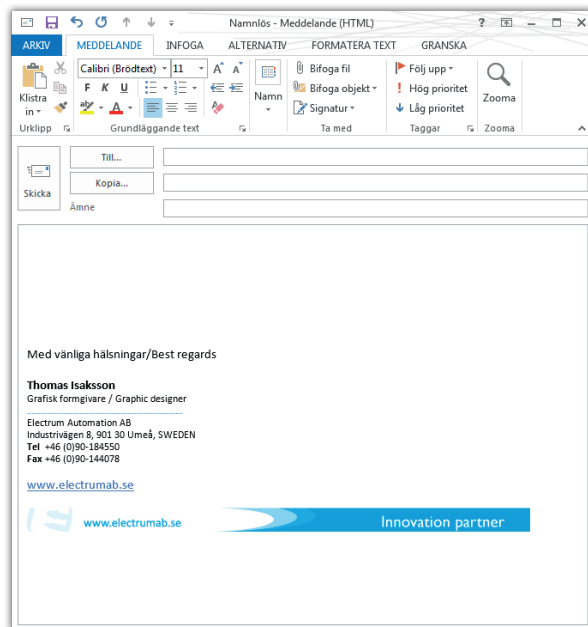 Namnlös - Meddelande (HTML)
ARKIV MEDDELANDE INFOGA ALTERNATIV FORMATERA TEXT GRANSKA
Klistra in
Calibri (Brödtext) 11 A A
F K U
aby A
Namn
Bifoga fil
Bifoga objekt
Signatur
Följ upp
Hög prioritet
Låg prioritet
Zooma
Urklipp Grundläggande text Ta med Taggar Zooma
Skicka
Till...
Kopia...
Ämne
Med vänliga hälsningar/Best regards
Thomas Isaksson
Grafisk formgivare / Graphic designer
Electrum Automation AB
Industrivägen 8, 901 30 Umeå, SWEDEN
Tel +46 (0)90-184550
Fax +46 (0)90-144078
www.electrumab.se
www.electrumab.se Innovation partner